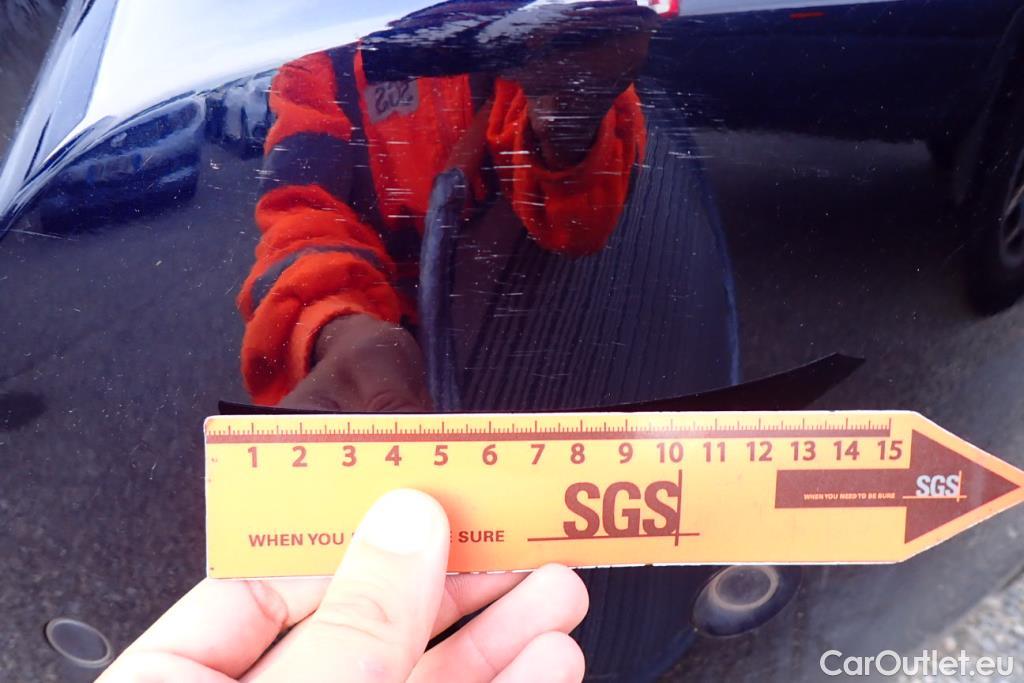 1 2 3 4 5 6 7 8 9 10 11 12 13 14 15
SGS
WHEN YOU NEED TO BE SURE
SGS
WHEN YOU E SURE
CarOutlet.eu